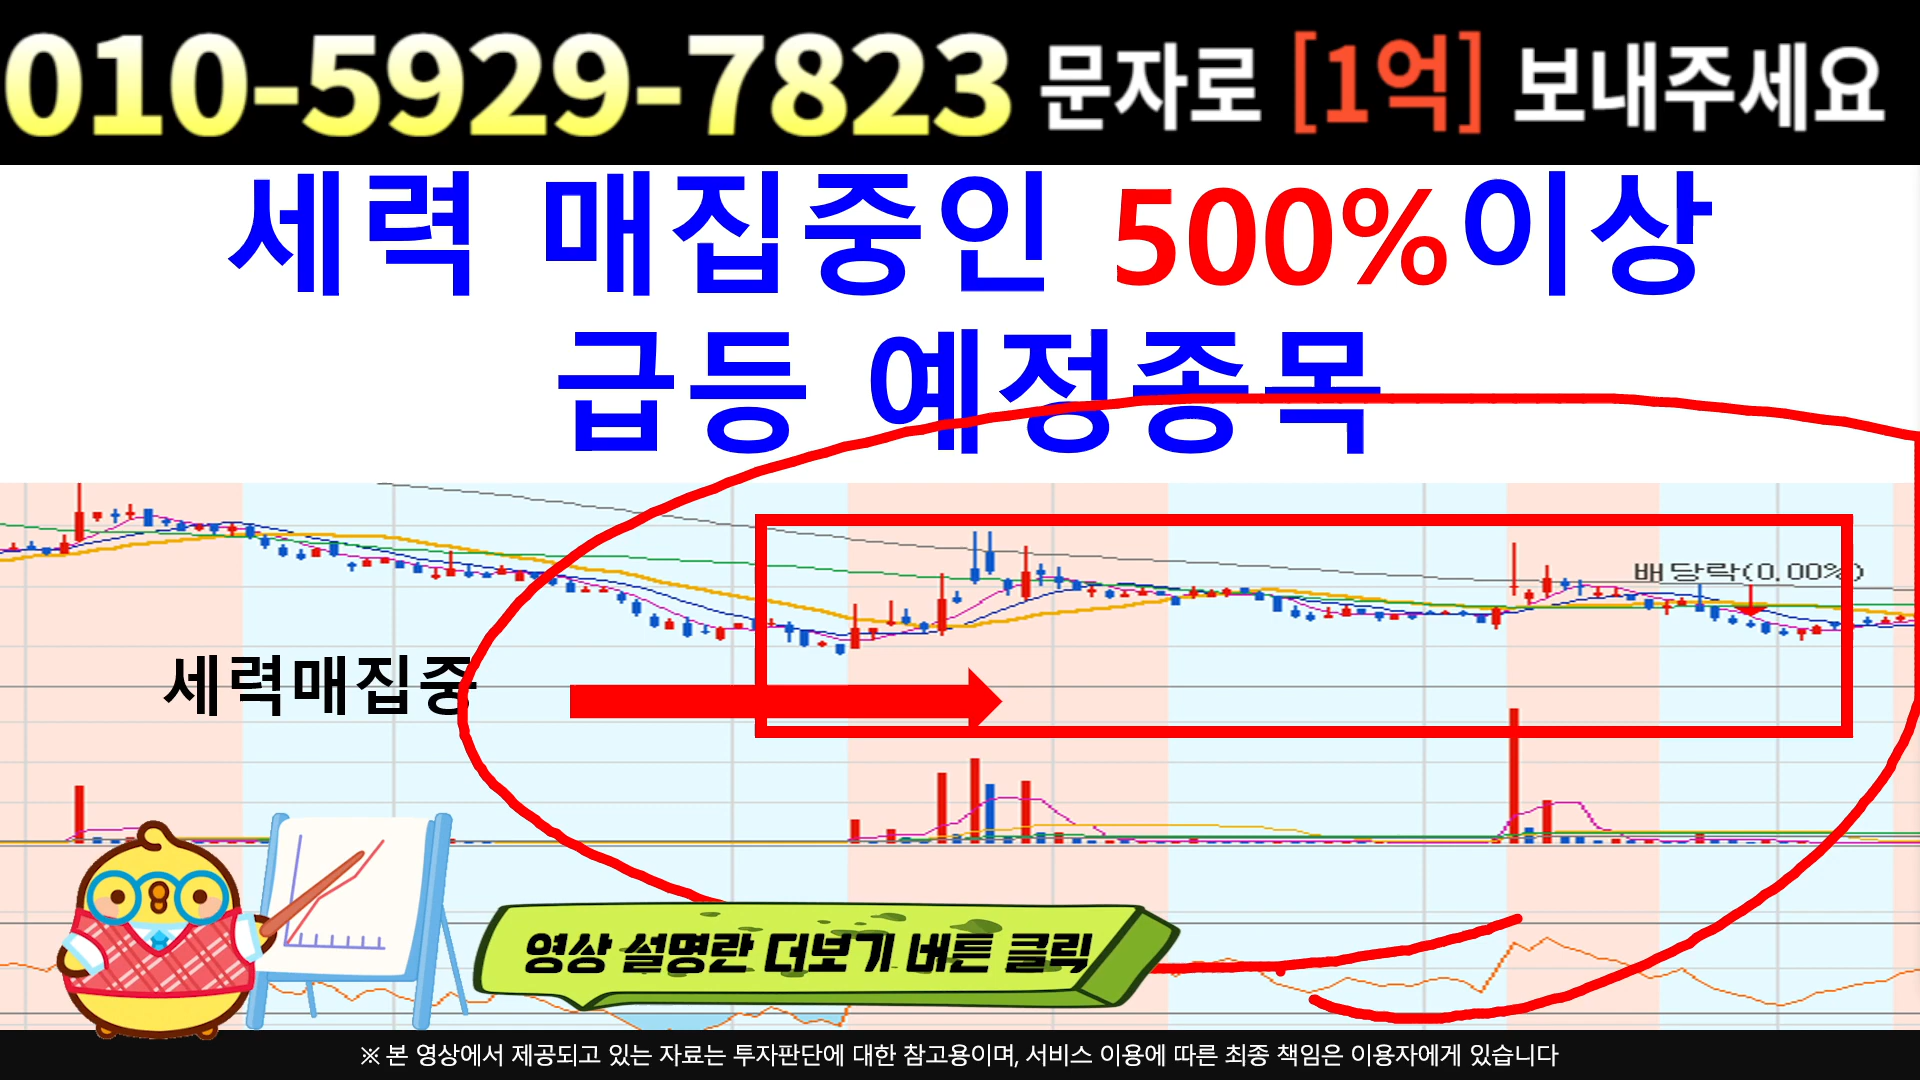 010-5929-7823 문자로 [1억] 보내주세요
세력 매집중인 500%이상
급등 예정종목
배당락(0.00%)
세력매집중
영상 설명란 더보기 버튼 클릭
※ 본 영상에서 제공되고 있는 자료는 투자판단에 대한 참고용이며, 서비스 이용에 따른 최종 책임은 이용자에게 있습니다